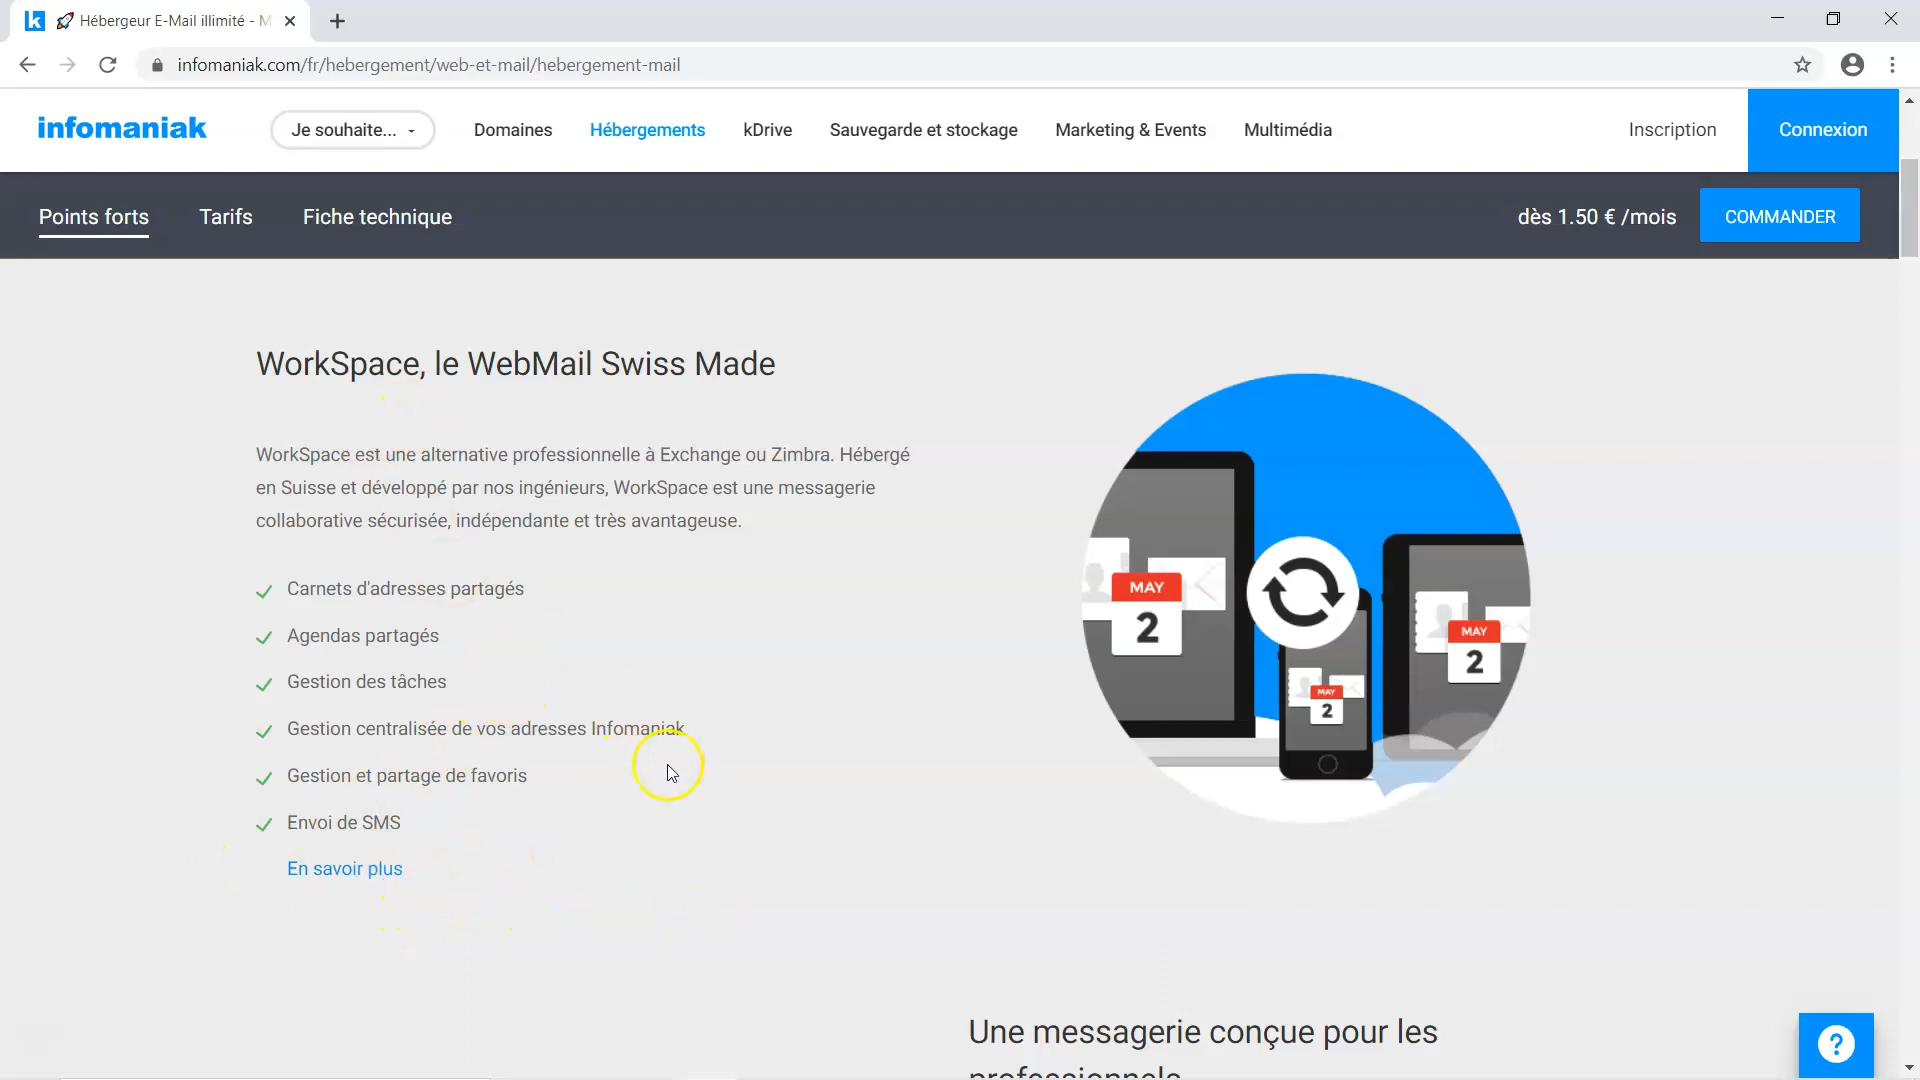 Hébergeur E-Mail illimité - M
infomaniak.com/fr/hebergement/web-et-mail/hebergement-mail
infomaniak
Je souhaite...
Domaines
Hébergements
kDrive
Sauvegarde et stockage
Marketing & Events
Multimédia
Inscription
Connexion
Points forts
Tarifs
Fiche technique
dès 1.50 € /mois
COMMANDER
WorkSpace, le WebMail Swiss Made
WorkSpace est une alternative professionnelle à Exchange ou Zimbra. Hébergé
en Suisse et développé par nos ingénieurs, WorkSpace est une messagerie
collaborative sécurisée, indépendante et très avantageuse.
Carnets d'adresses partagés
Agendas partagés
Gestion des tâches
Gestion centralisée de vos adresses Infomaniak
Gestion et partage de favoris
Envoi de SMS
En savoir plus
MAY
2
MAY
2
MAY
2
Une messagerie conçue pour les
professionnels
?